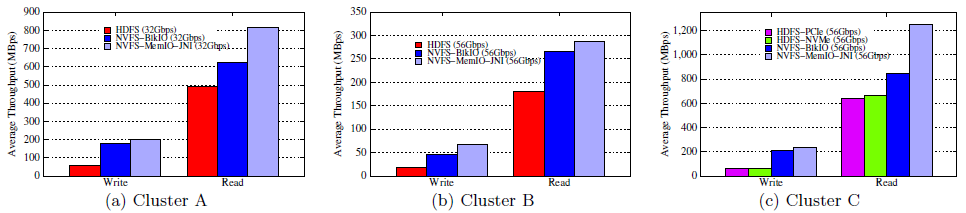 900
800
700
600
500
400
300
200
100
0
Average Throughput (MBps)
HDFS (32Gbps)
NVFS-BlkIO (32Gbps)
NVFS-MemIO-JNI (32Gbps)
Write
Read
(a) Cluster A
350
300
250
200
150
100
50
0
Average Throughput (MBps)
HDFS (56Gbps)
NVFS-BlkIO (56Gbps)
NVFS-MemIO-JNI (56Gbps)
Write
Read
(b) Cluster B
1,200
1,000
800
600
400
200
0
Average Throughput (MBps)
HDFS-PCIe (56Gbps)
HDFS-NVMe (56Gbps)
NVFS-BlkIO (56Gbps)
NVFS-MemIO-JNI (56Gbps)
Write
Read
(c) Cluster C